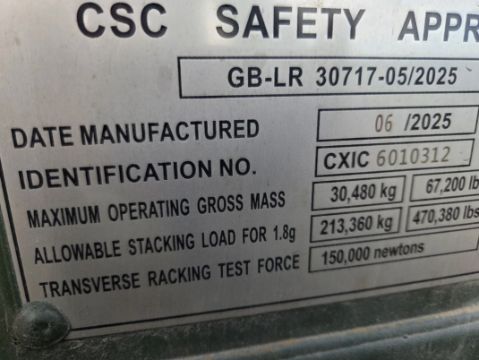 CSC SAFETY APPR
GB-LR 30717-05/2025
DATE MANUFACTURED 06 /2025
IDENTIFICATION NO. CXIC 6010312
MAXIMUM OPERATING GROSS MASS 30,480 kg 67,200 lb
ALLOWABLE STACKING LOAD FOR 1.8g 213,360 kg 470,380 lbs
TRANSVERSE RACKING TEST FORCE 150,000 newtons